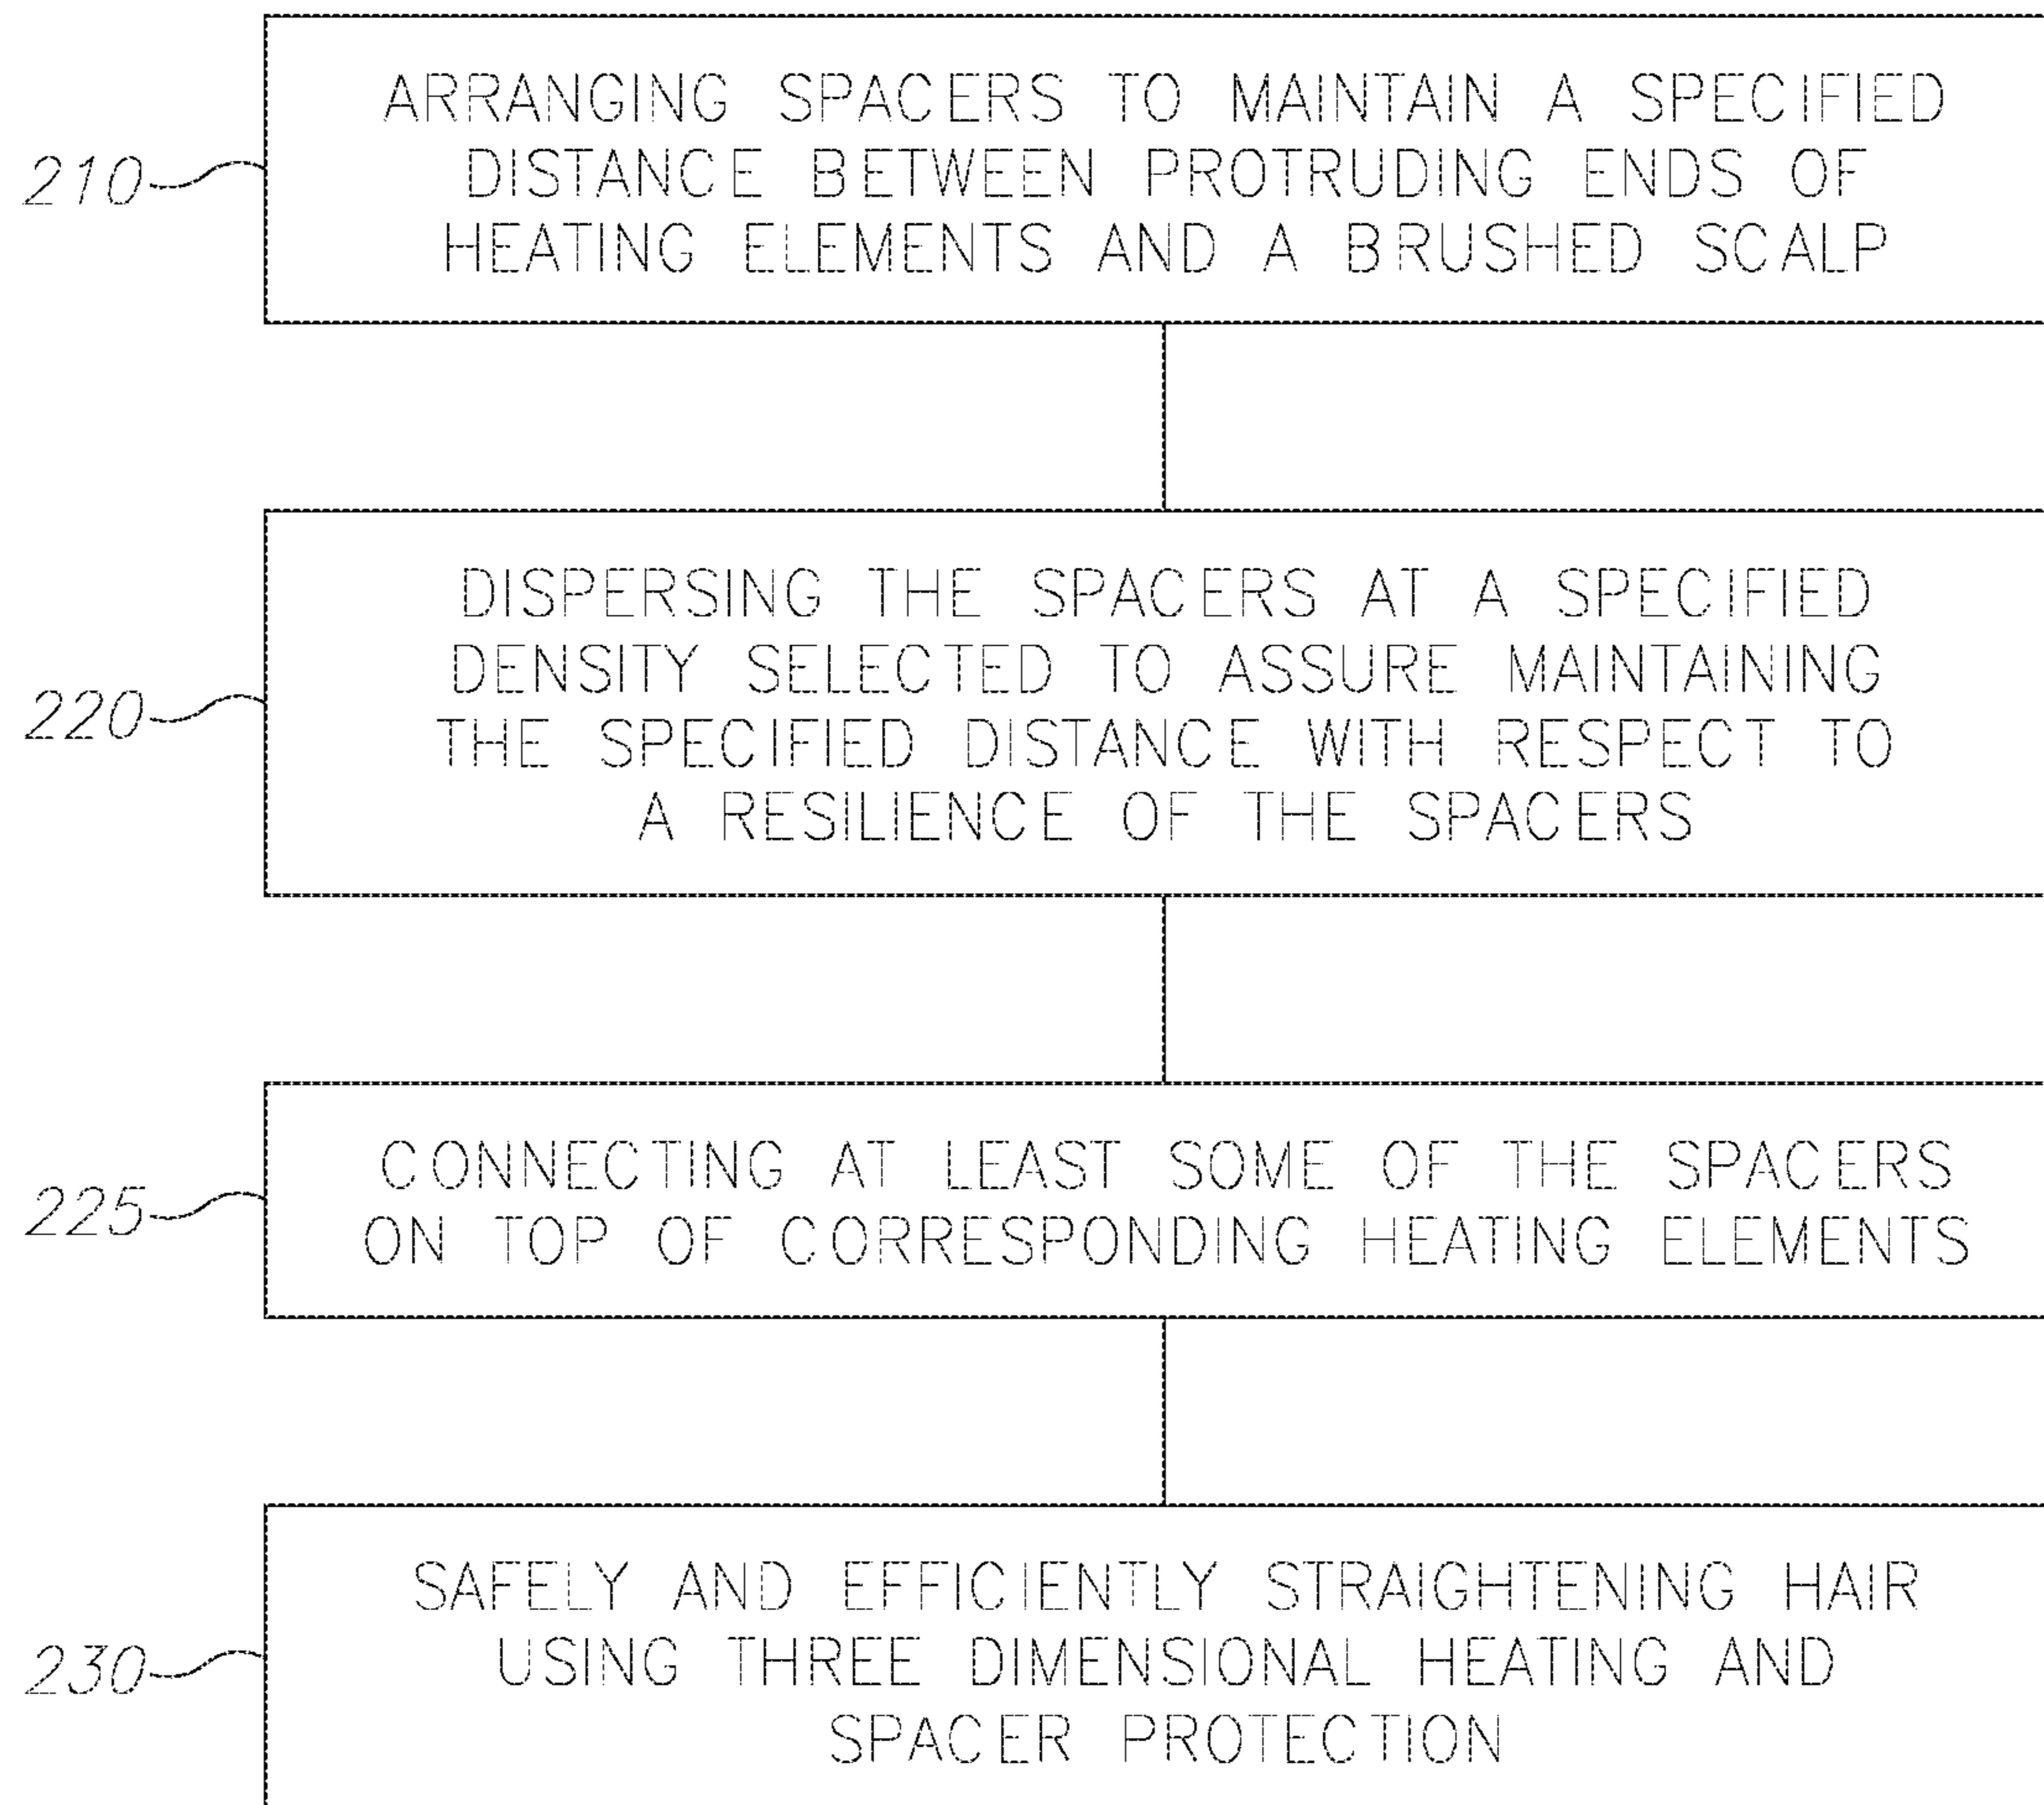 ARRANGING SPACERS TO MAINTAIN A SPECIFIED
DISTANCE BETWEEN PROTRUDING ENDS OF
HEATING ELEMENTS AND A BRUSHED SCALP
210
DISPERSING THE SPACERS AT A SPECIFIED
DENSITY SELECTED TO ASSURE MAINTAINING
THE SPECIFIED DISTANCE WITH RESPECT TO
A RESILIENCE OF THE SPACERS
220
CONNECTING AT LEAST SOME OF THE SPACERS
ON TOP OF CORRESPONDING HEATING ELEMENTS
225
SAFELY AND EFFICIENTLY STRAIGHTENING HAIR
USING THREE DIMENSIONAL HEATING AND
SPACER PROTECTION
230